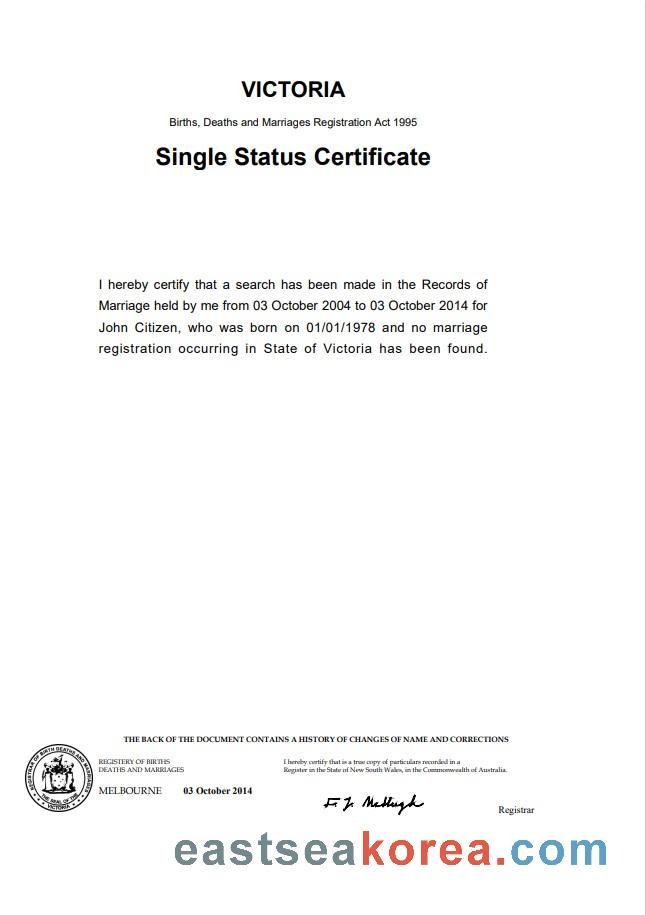 VICTORIA
Births, Deaths and Marriages Registration Act 1995
Single Status Certificate
I hereby certify that a search has been made in the Records of
Marriage held by me from 03 October 2004 to 03 October 2014 for
John Citizen, who was born on 01/01/1978 and no marriage
registration occurring in State of Victoria has been found.
THE BACK OF THE DOCUMENT CONTAINS A HISTORY OF CHANGES OF NAME AND CORRECTIONS
REGISTERY OF BIRTHS
DEATHS AND MARRIAGES
I hereby certify that is a true copy of particulars recorded in a
Register in the State of New South Wales, in the Commonwealth of Australia.
REGISTRAR OF BIRTH DEATHS AND MARRIAGES
THE SEAL OF THE
VICTORIA
MELBOURNE 03 October 2014
Registrar
eastseakorea.com